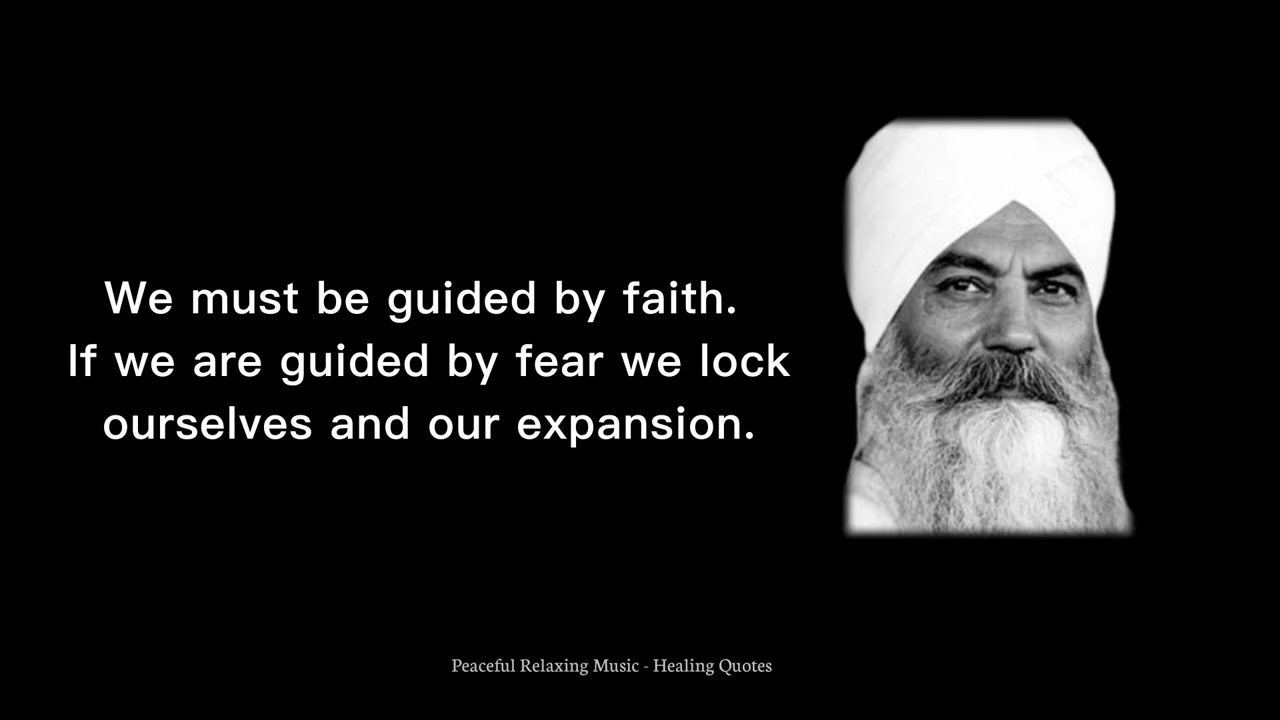 We must be guided by faith.
If we are guided by fear we lock
ourselves and our expansion.
Peaceful Relaxing Music - Healing Quotes